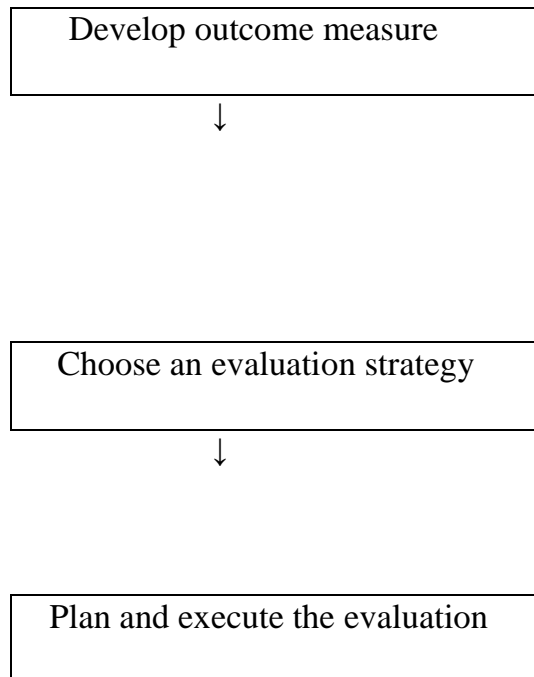 Develop outcome measure
↓
Choose an evaluation strategy
↓
Plan and execute the evaluation